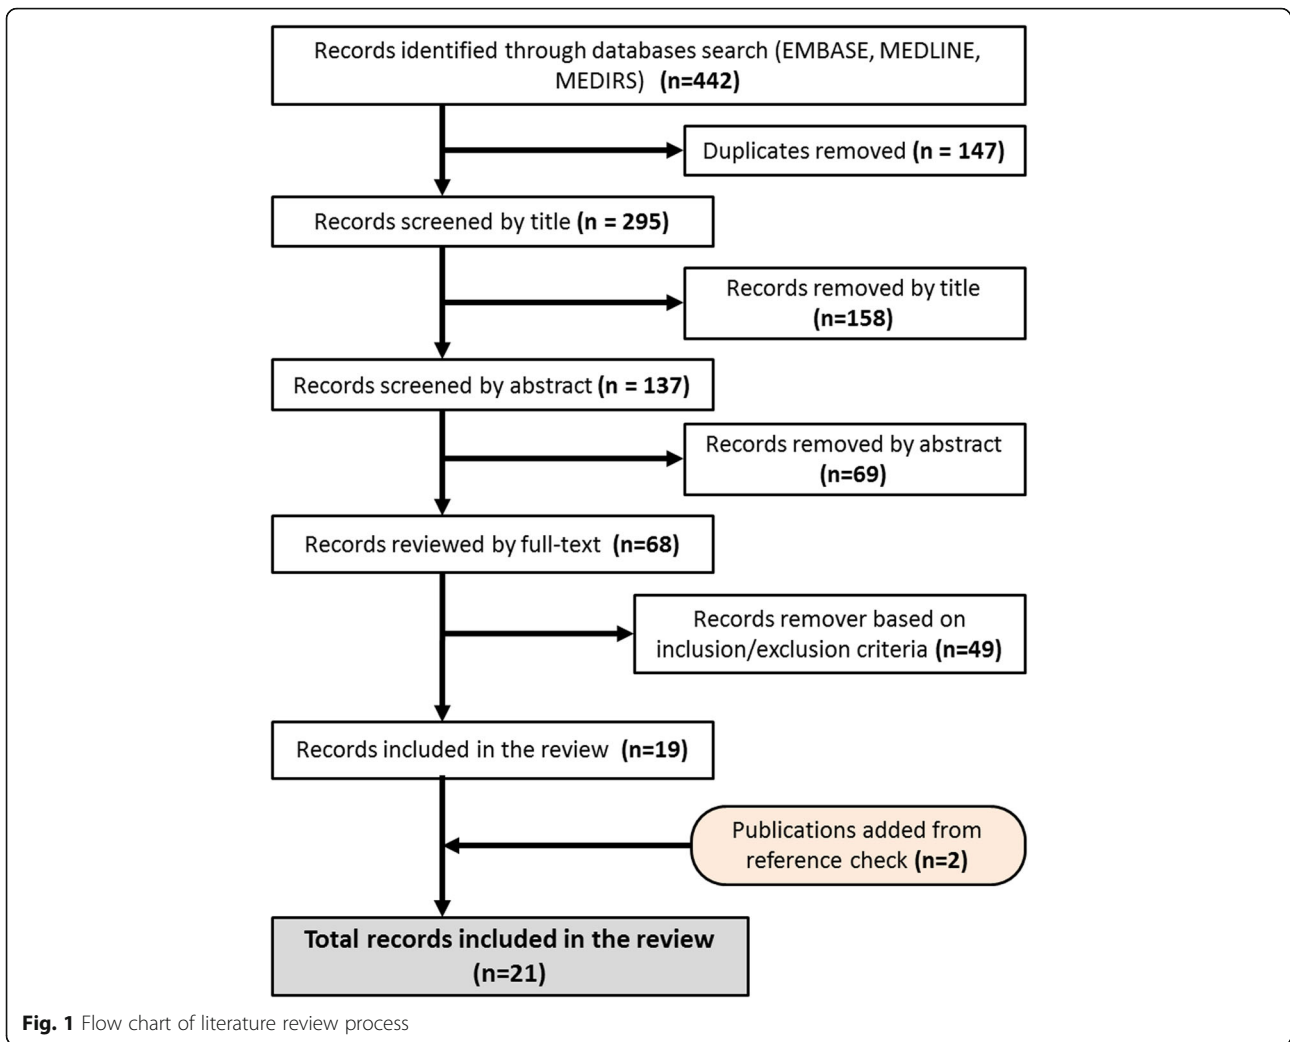 Records identified through databases search (EMBASE, MEDLINE,
MEDIRS) (n=442)
Duplicates removed (n = 147)
Records screened by title (n = 295)
Records removed by title
(n=158)
Records screened by abstract (n = 137)
Records removed by abstract
(n=69)
Records reviewed by full-text (n=68)
Records remover based on
inclusion/exclusion criteria (n=49)
Records included in the review (n=19)
Publications added from
reference check (n=2)
Total records included in the review
(n=21)
Fig. 1 Flow chart of literature review process